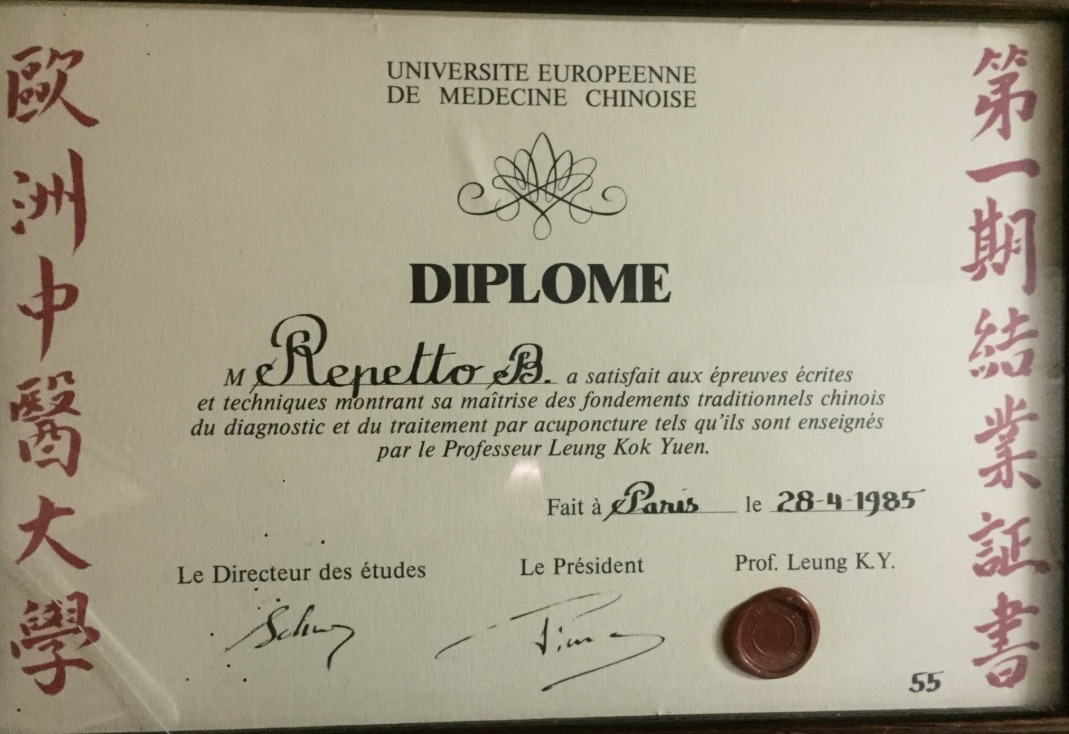 歐洲中醫大學
第一期結業証書
UNIVERSITE EUROPEENNE
DE MEDECINE CHINOISE
DIPLOME
M Repetto B. a satisfait aux épreuves écrites
et techniques montrant sa maîtrise des fondements traditionnels chinois
du diagnostic et du traitement par acuponcture tels qu'ils sont enseignés
par le Professeur Leung Kok Yuen.
Fait à Paris le 28-4-1985
Le Directeur des études Le Président Prof. Leung K.Y.
55